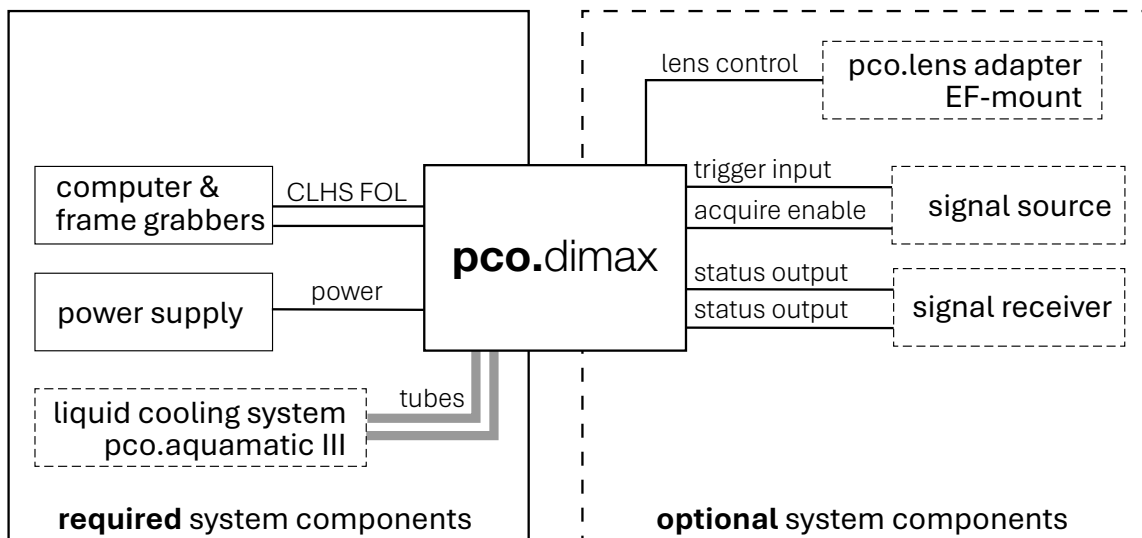 lens control
pco.lens adapter
EF-mount
computer &
frame grabbers
CLHS FOL
pco.dimax
trigger input
acquire enable
signal source
power supply
power
status output
status output
signal receiver
liquid cooling system
pco.aquamatic III
tubes
required system components
optional system components